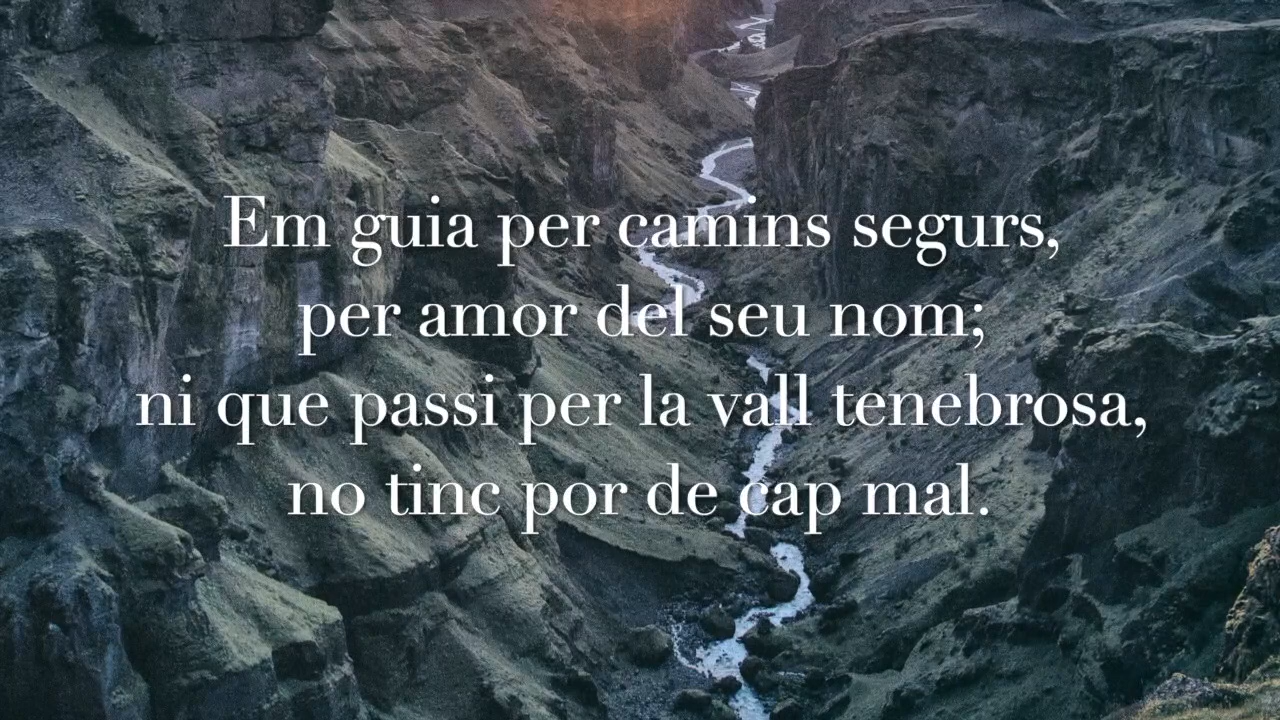 Em guia per camins segurs,
per amor del seu nom;
ni que passi per la vall tenebrosa,
no tinc por de cap mal.